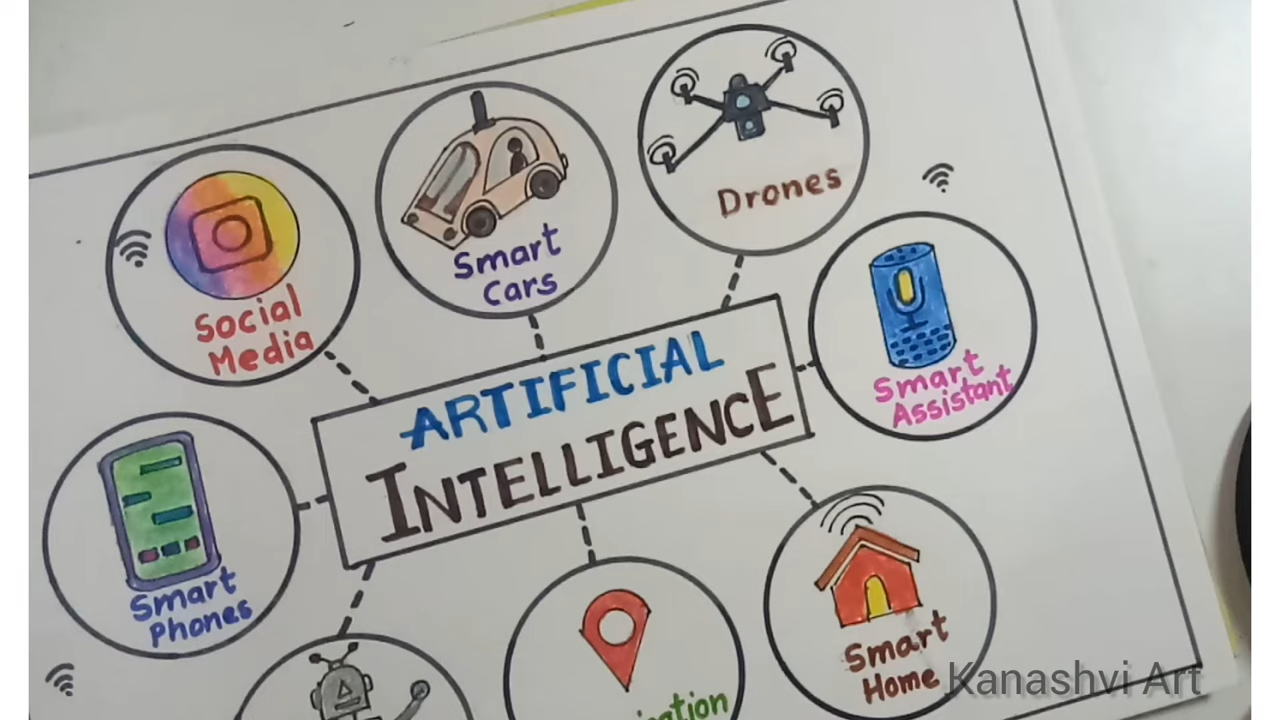 Drones
Smart
Cars
Social
Media
Smart
Assistant
ARTIFICIAL
INTELLIGENCE
Smart
Phones
Smart
Home
Kanashvi Art